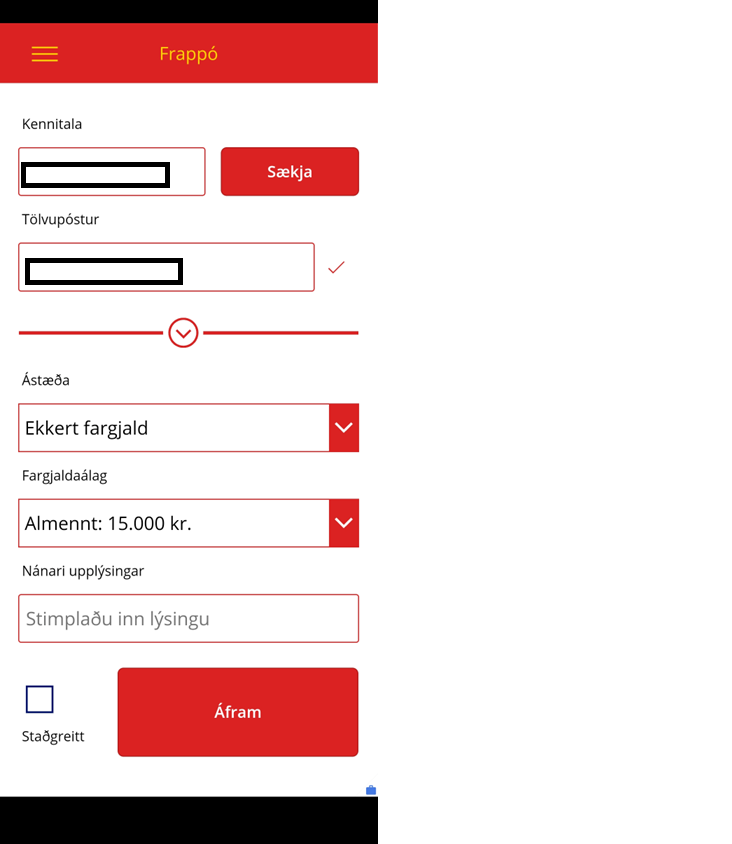 Frappó
Kennitala
Sækja
Tölvupóstur
Ástæða
Ekkert fargjald
Fargjaldaálag
Almennt: 15.000 kr.
Nánari upplýsingar
Stimplaðu inn lýsingu
Áfram
Staðgreitt